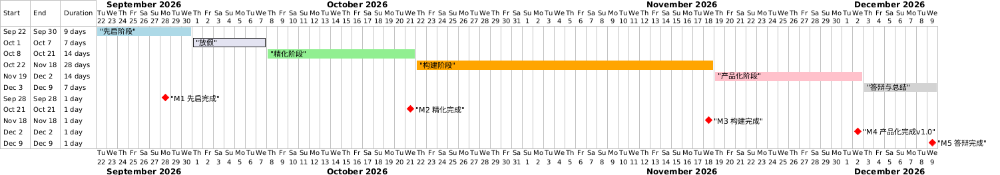 September 2026 October 2026 November 2026 December 2026
Start End Duration Tu We Th Fr Sa Su Mo Tu We Th Fr Sa Su Mo Tu We Th Fr Sa Su Mo Tu We Th Fr Sa Su Mo Tu We Th Fr Sa Su Mo Tu We Th Fr Sa Su Mo Tu We Th Fr Sa Su Mo Tu We Th Fr Sa Su Mo Tu We Th Fr Sa Su Mo Tu We Th Fr Sa Su Mo Tu We Th Fr Sa Su Mo Tu We
22 23 24 25 26 27 28 29 30 1 2 3 4 5 6 7 8 9 10 11 12 13 14 15 16 17 18 19 20 21 22 23 24 25 26 27 28 29 30 31 1 2 3 4 5 6 7 8 9 10 11 12 13 14 15 16 17 18 19 20 21 22 23 24 25 26 27 28 29 30 1 2 3 4 5 6 7 8 9
Sep 22 Sep 30 9 days "先启阶段"
Oct 1 Oct 7 7 days "放假"
Oct 8 Oct 21 14 days "精化阶段"
Oct 22 Nov 18 28 days "构建阶段"
Nov 19 Dec 2 14 days "产品化阶段"
Dec 3 Dec 9 7 days "答辩与总结"
Sep 28 Sep 28 1 day "M1 先启完成"
Oct 21 Oct 21 1 day "M2 精化完成"
Nov 18 Nov 18 1 day "M3 构建完成"
Dec 2 Dec 2 1 day "M4 产品化完成v1.0"
Dec 9 Dec 9 1 day "M5 答辩完成"
Tu We Th Fr Sa Su Mo Tu We Th Fr Sa Su Mo Tu We Th Fr Sa Su Mo Tu We Th Fr Sa Su Mo Tu We Th Fr Sa Su Mo Tu We Th Fr Sa Su Mo Tu We Th Fr Sa Su Mo Tu We Th Fr Sa Su Mo Tu We Th Fr Sa Su Mo Tu We Th Fr Sa Su Mo Tu We Th Fr Sa Su Mo Tu We
22 23 24 25 26 27 28 29 30 1 2 3 4 5 6 7 8 9 10 11 12 13 14 15 16 17 18 19 20 21 22 23 24 25 26 27 28 29 30 31 1 2 3 4 5 6 7 8 9 10 11 12 13 14 15 16 17 18 19 20 21 22 23 24 25 26 27 28 29 30 1 2 3 4 5 6 7 8 9
September 2026 October 2026 November 2026 December 2026